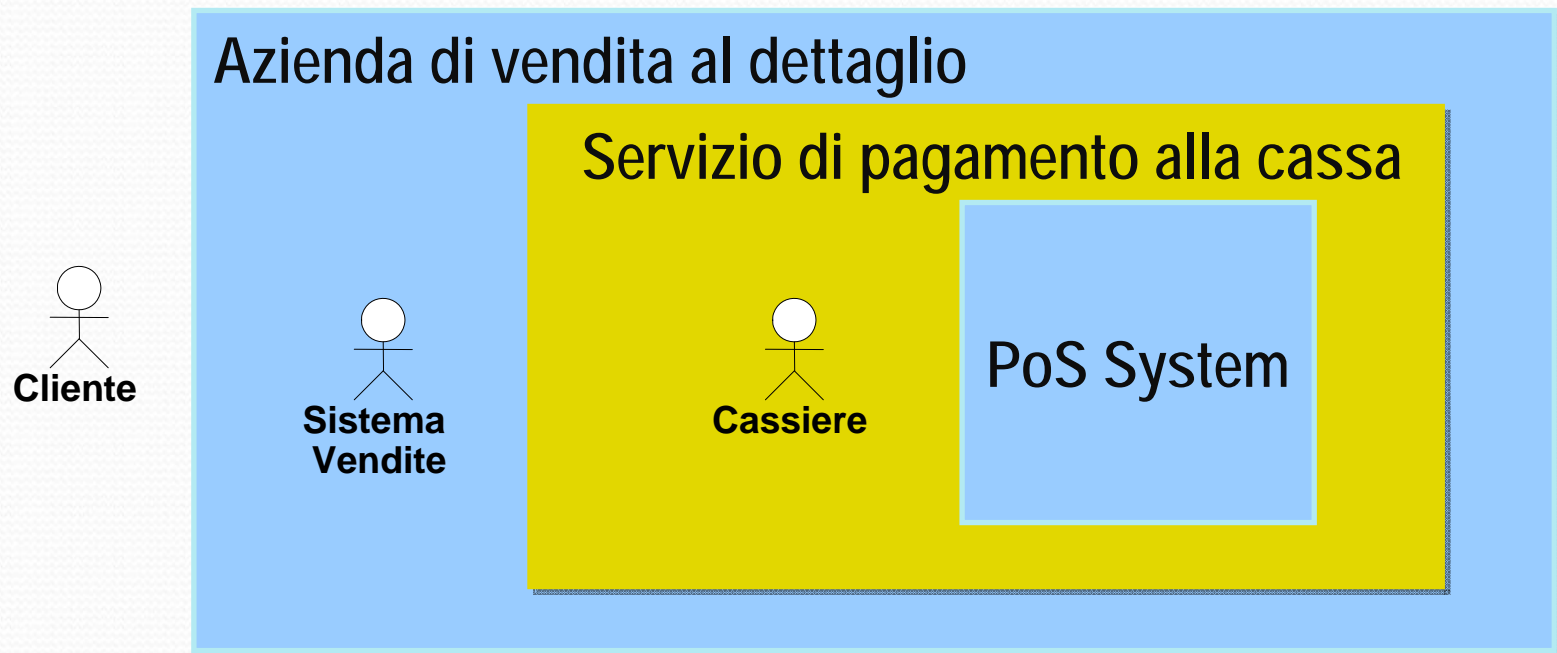 Azienda di vendita al dettaglio
Servizio di pagamento alla cassa
PoS System
Cliente
Sistema
Vendite
Cassiere